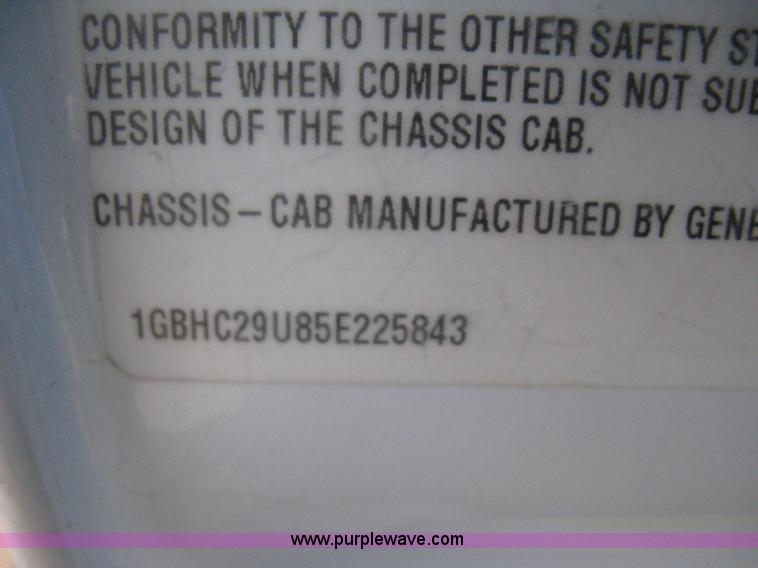 CONFORMITY TO THE OTHER SAFETY
VEHICLE WHEN COMPLETED IS NOT
DESIGN OF THE CHASSIS CAB.
CHASSIS – CAB MANUFACTURED BY GENE
1GBHC29U85E225843
www.purplewave.com